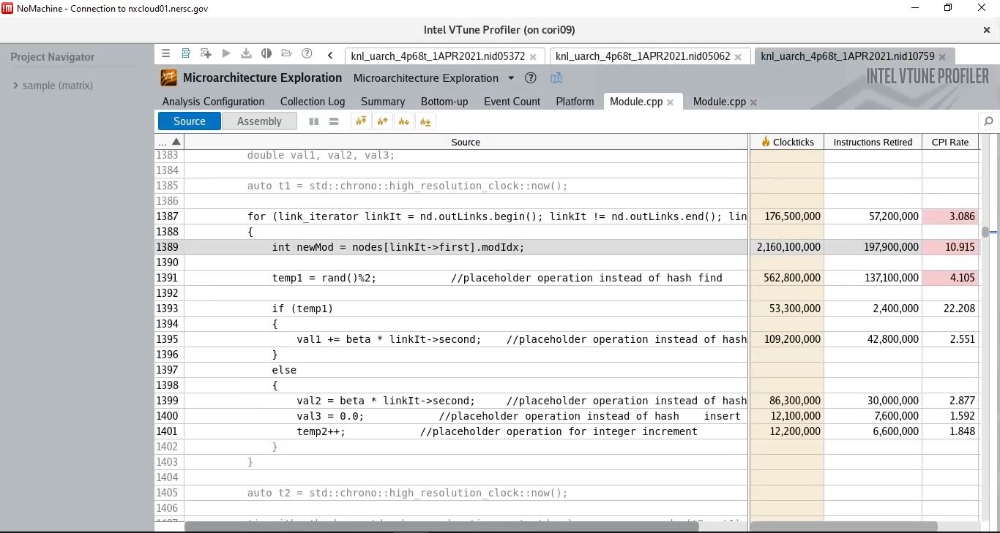 NoMachine - Connection to nxcloud01.nersc.gov
Intel VTune Profiler (on cori09)
Project Navigator
sample (matrix)
knl_uarch_4p68t_1APR2021.nid05372
knl_uarch_4p68t_1APR2021.nid05062
knl_uarch_4p68t_1APR2021.nid10759
Microarchitecture Exploration Microarchitecture Exploration
INTEL VTUNE PROFILER
Analysis Configuration Collection Log Summary Bottom-up Event Count Platform Module.cpp Module.cpp
Source Assembly
... Source Clockticks Instructions Retired CPI Rate
1383 double val1, val2, val3;
1384
1385 auto t1 = std::chrono::high_resolution_clock::now();
1386
1387 for (link_iterator linkIt = nd.outLinks.begin(); linkIt != nd.outLinks.end(); lin 176,500,000 57,200,000 3.086
1388 {
1389 int newMod = nodes[linkIt->first].modIdx; 2,160,100,000 197,900,000 10.915
1390
1391 temp1 = rand()%2; //placeholder operation instead of hash find 562,800,000 137,100,000 4.105
1392
1393 if (temp1) 53,300,000 2,400,000 22.208
1394 {
1395 val1 += beta * linkIt->second; //placeholder operation instead of hash 109,200,000 42,800,000 2.551
1396 }
1397 else
1398 {
1399 val2 = beta * linkIt->second; //placeholder operation instead of hash 86,300,000 30,000,000 2.877
1400 val3 = 0.0; //placeholder operation instead of hash insert 12,100,000 7,600,000 1.592
1401 temp2++; //placeholder operation for integer increment 12,200,000 6,600,000 1.848
1402 }
1403 }
1404
1405 auto t2 = std::chrono::high_resolution_clock::now();
1406